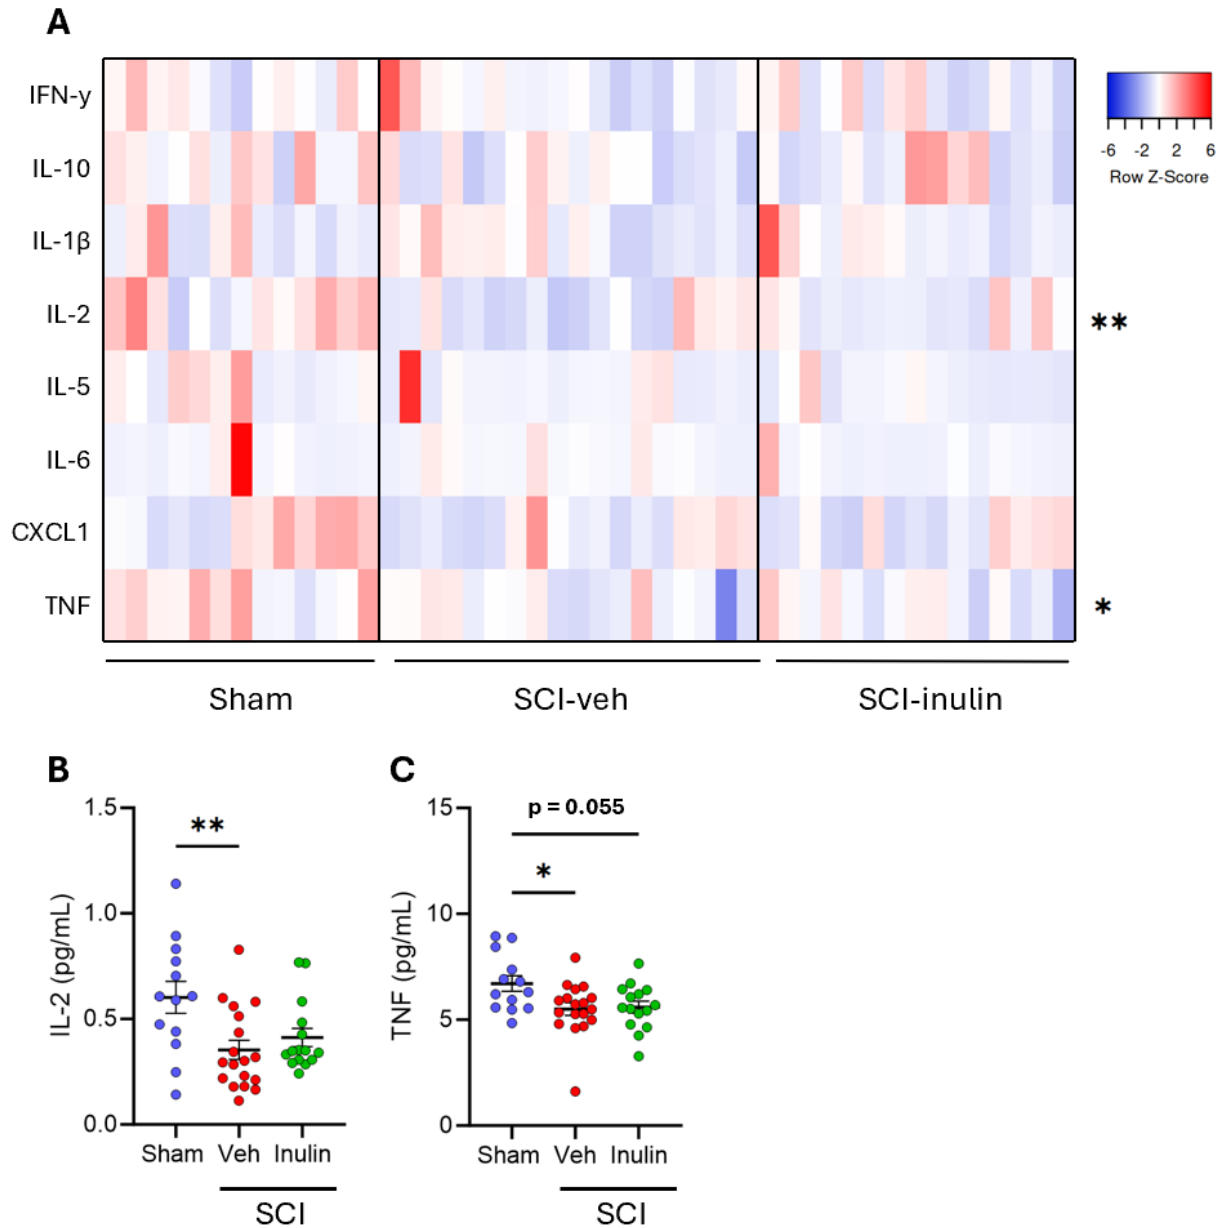 A
IFN-y
IL-10
IL-1β
IL-2
**
IL-5
IL-6
CXCL1
TNF
*
-6 -2 2 6
Row Z-Score
Sham SCI-veh SCI-inulin
B
1.5
1.0
0.5
0.0
IL-2 (pg/mL)
**
Sham Veh Inulin
SCI
C
15
10
5
0
TNF (pg/mL)
p = 0.055
*
Sham Veh Inulin
SCI